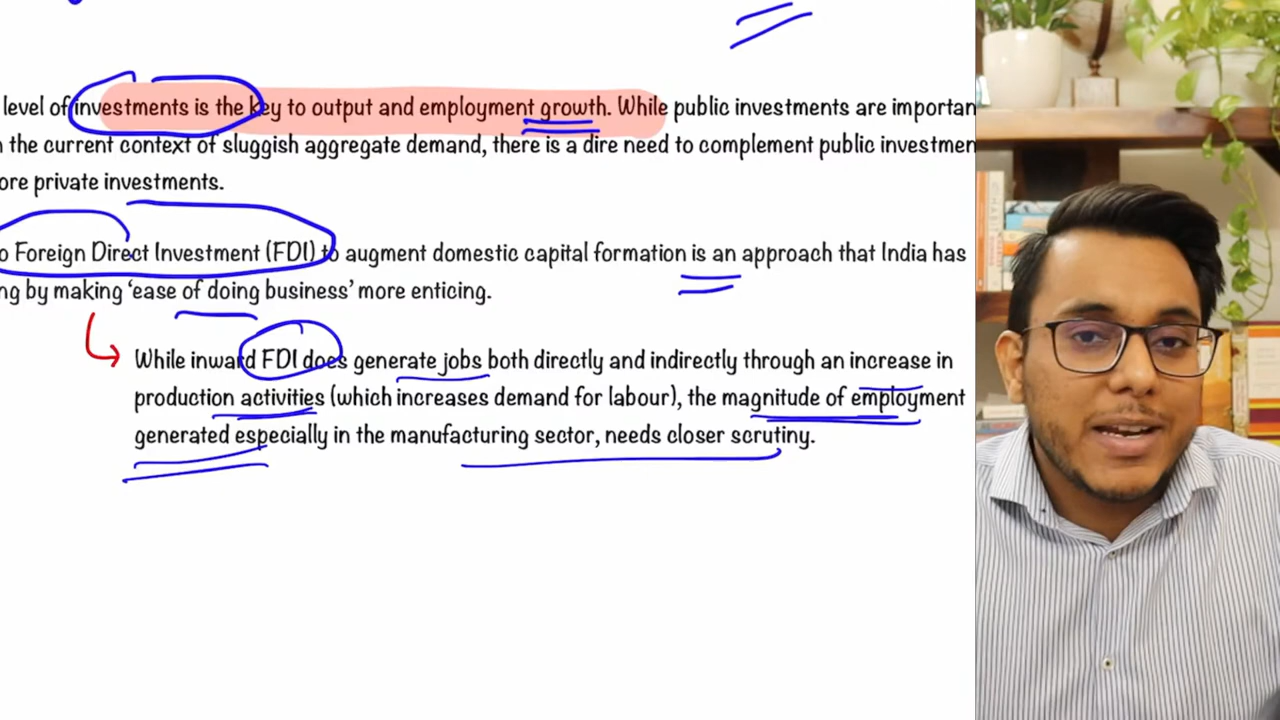 level of investments is the key to output and employment growth. While public investments are importan
the current context of sluggish aggregate demand, there is a dire need to complement public investmen
ore private investments.
o Foreign Direct Investment (FDI) to augment domestic capital formation is an approach that India has
ng by making ‘ease of doing business’ more enticing.
While inward FDI does generate jobs both directly and indirectly through an increase in
production activities (which increases demand for labour), the magnitude of employment
generated especially in the manufacturing sector, needs closer scrutiny.